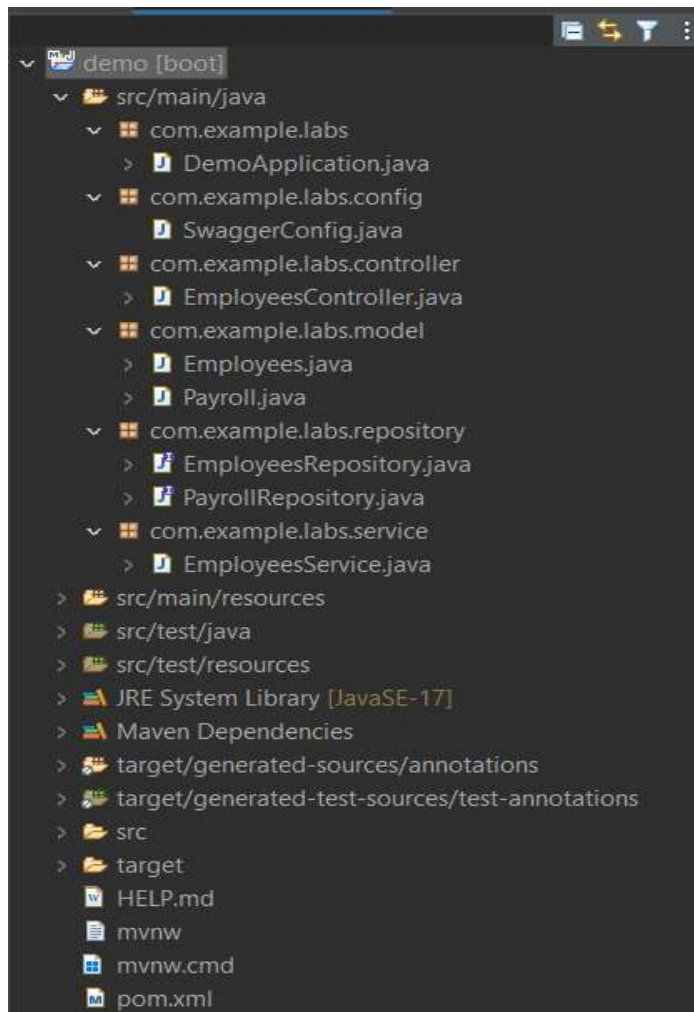 demo [boot]
src/main/java
com.example.labs
DemoApplication.java
com.example.labs.config
SwaggerConfig.java
com.example.labs.controller
EmployeesController.java
com.example.labs.model
Employees.java
Payroll.java
com.example.labs.repository
EmployeesRepository.java
PayrollRepository.java
com.example.labs.service
EmployeesService.java
src/main/resources
src/test/java
src/test/resources
JRE System Library [JavaSE-17]
Maven Dependencies
target/generated-sources/annotations
target/generated-test-sources/test-annotations
src
target
HELP.md
mvnw
mvnw.cmd
pom.xml